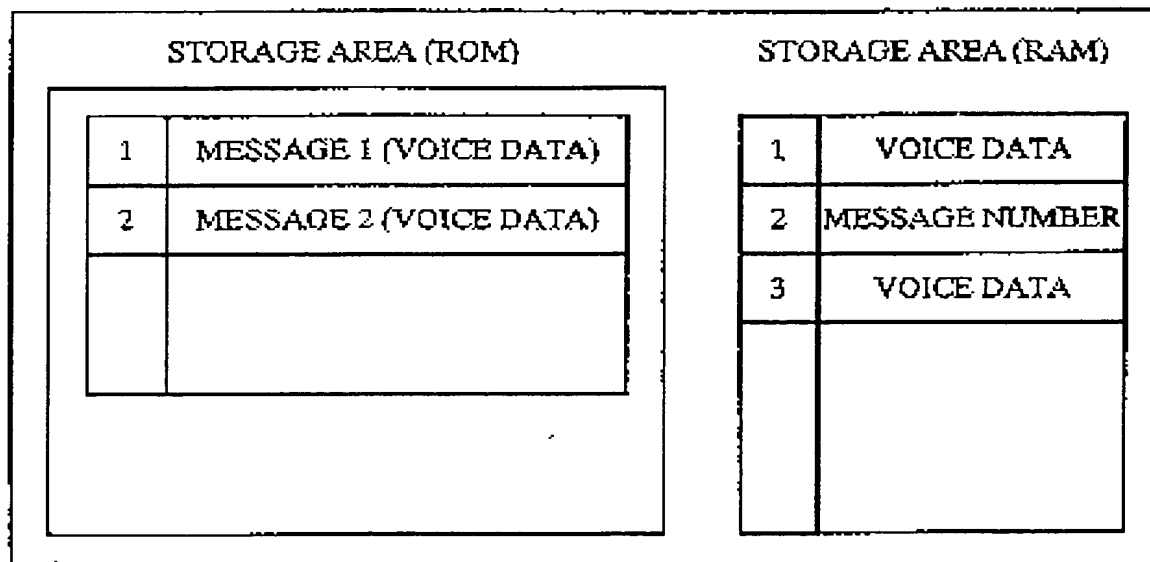 STORAGE AREA (ROM)
1 MESSAGE 1 (VOICE DATA)
2 MESSAGE 2 (VOICE DATA)
STORAGE AREA (RAM)
1 VOICE DATA
2 MESSAGE NUMBER
3 VOICE DATA